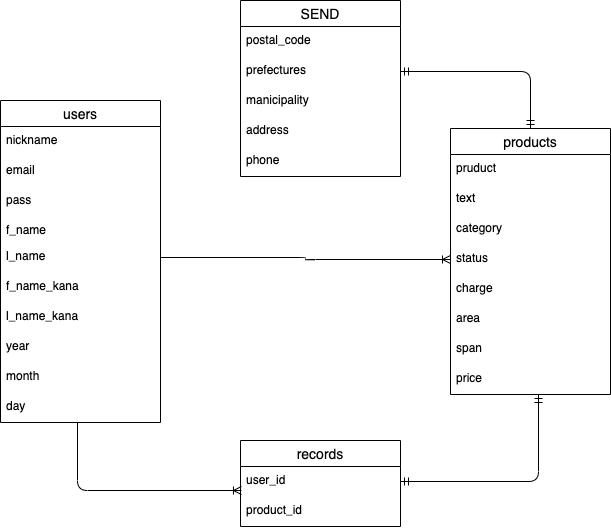 SEND
postal_code
prefectures
manicipality
address
phone
users
nickname
email
pass
f_name
l_name
f_name_kana
l_name_kana
year
month
day
products
pruduct
text
category
status
charge
area
span
price
records
user_id
product_id